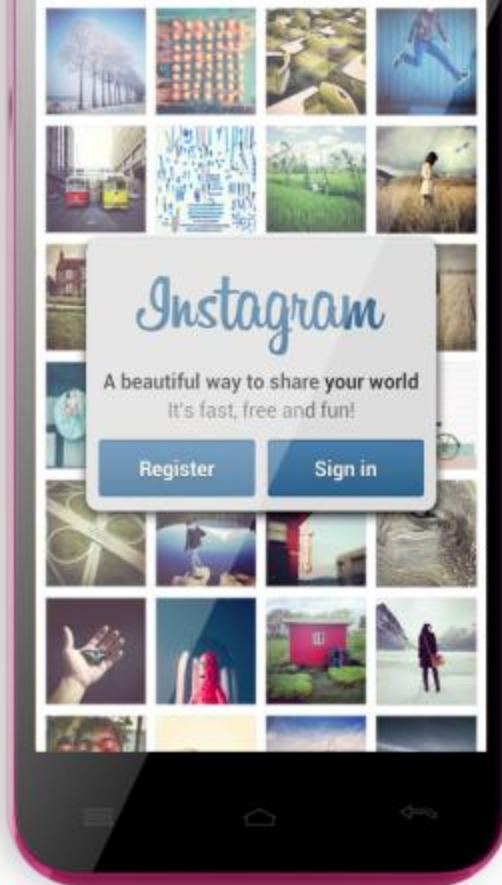 Instagram
A beautiful way to share your world
It's fast, free and fun!
Register
Sign in